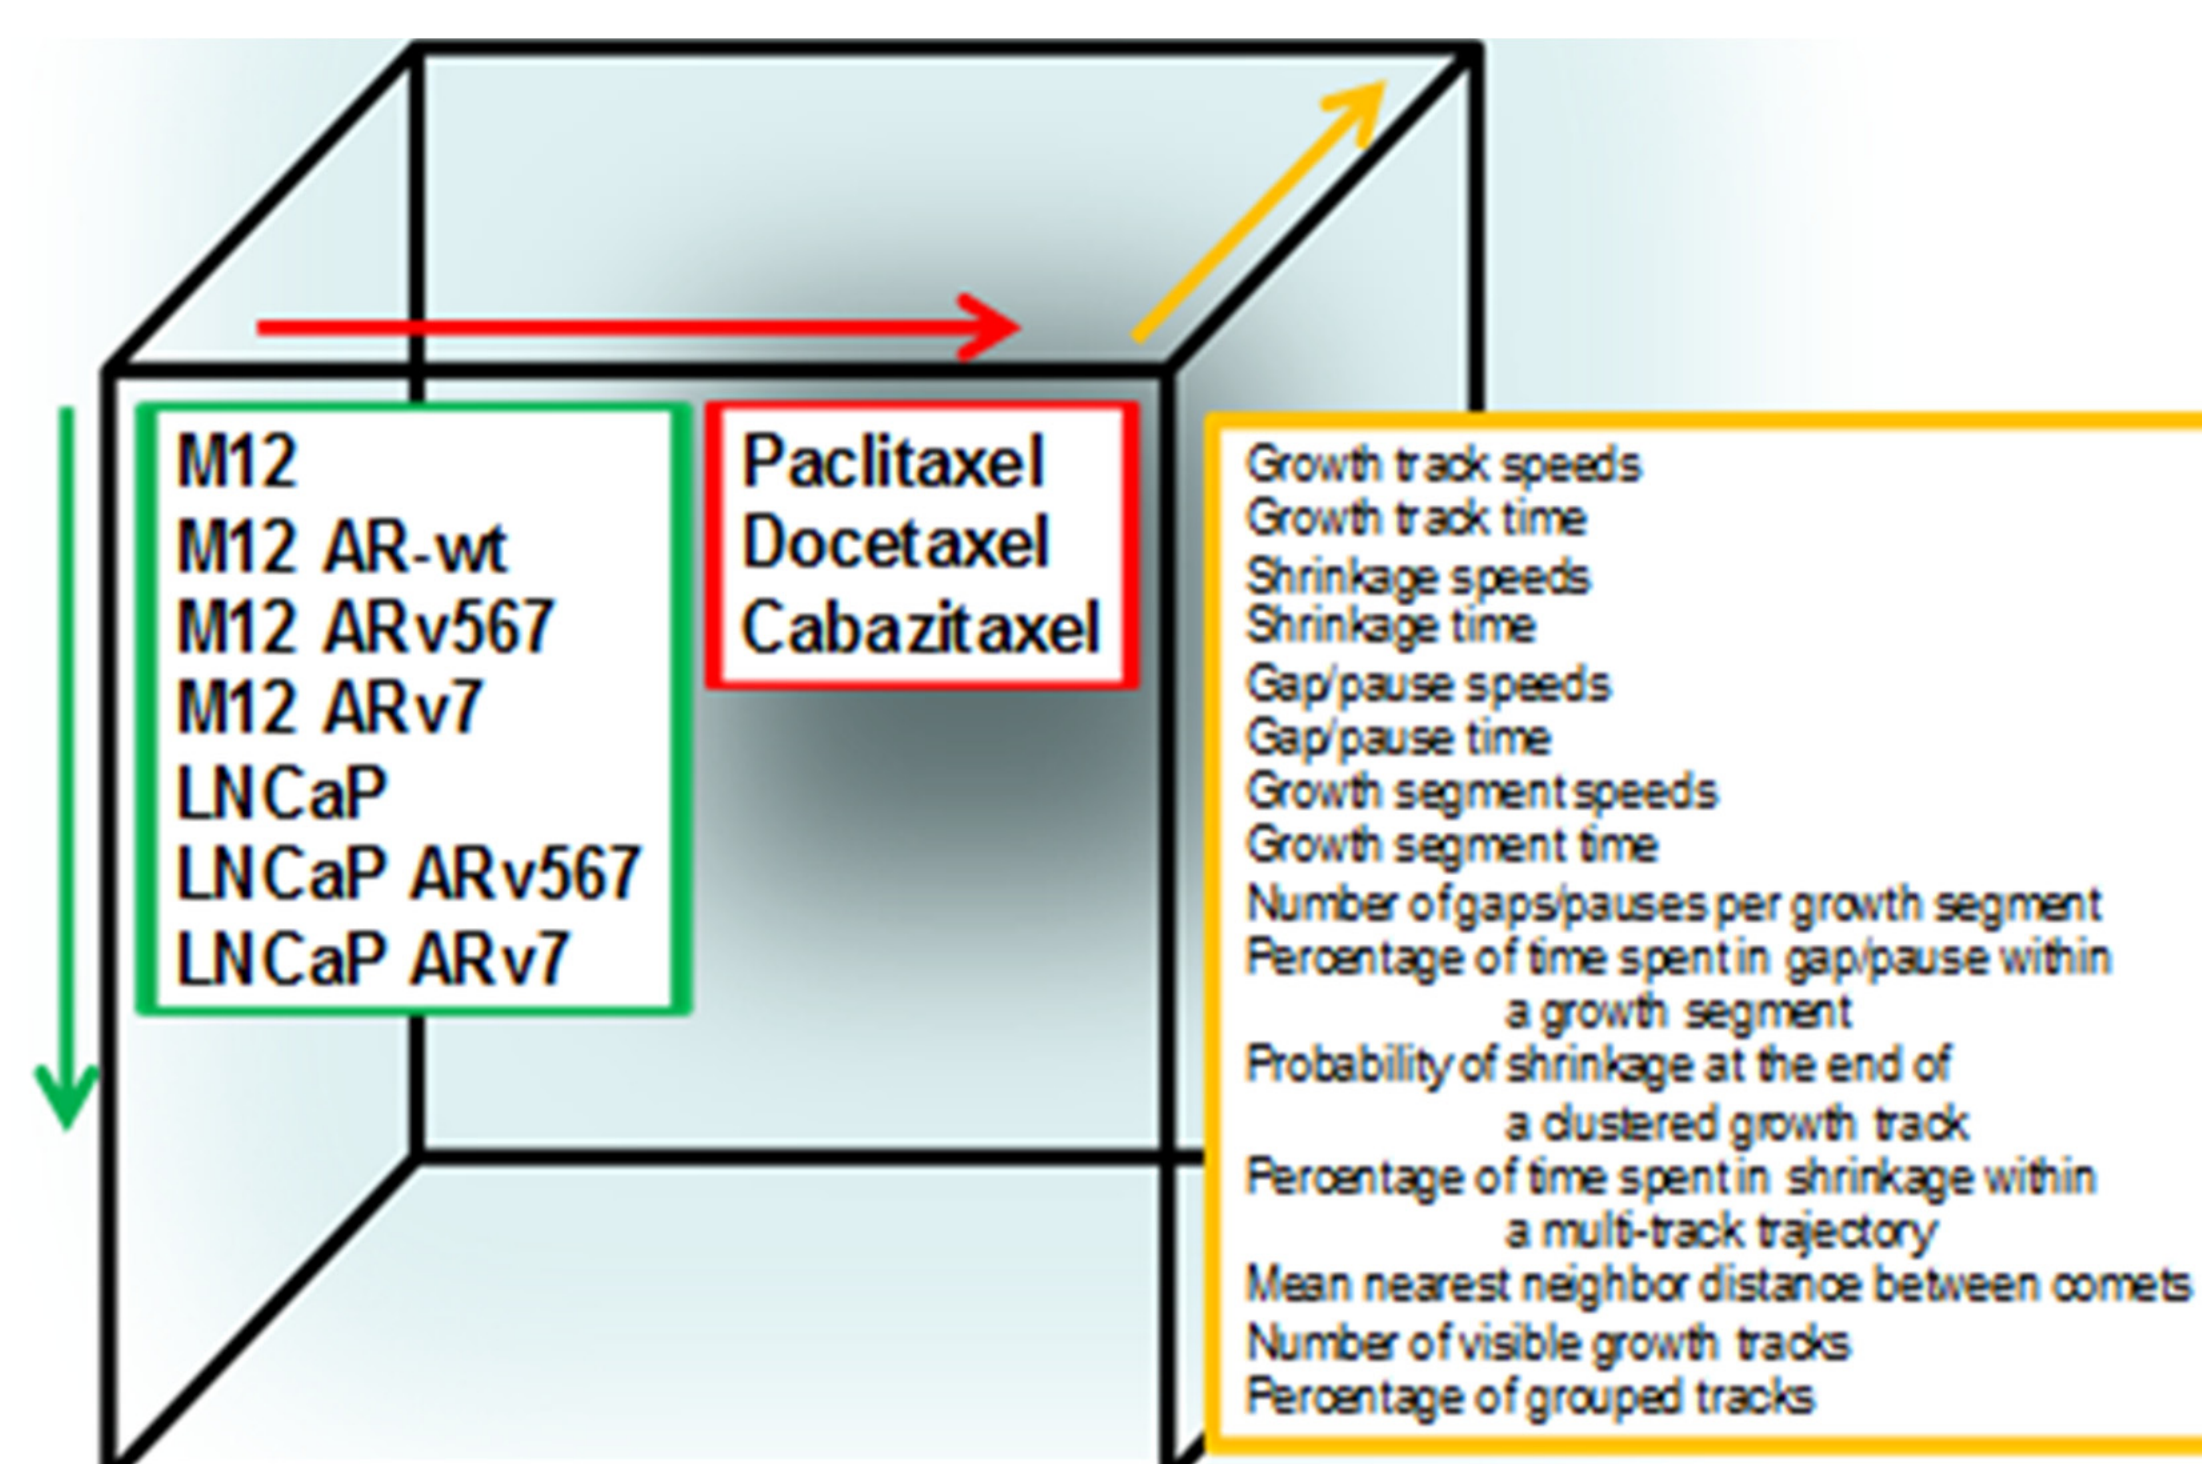 M12
M12 AR-wt
M12 ARv567
M12 ARv7
LNCaP
LNCaP ARv567
LNCaP ARv7
Paclitaxel
Docetaxel
Cabazitaxel
Growth track speeds
Growth track time
Shrinkage speeds
Shrinkage time
Gap/pause speeds
Gap/pause time
Growth segment speeds
Growth segment time
Number of gaps/pauses per growth segment
Percentage of time spent in gap/pause within
a growth segment
Probability of shrinkage at the end of
a clustered growth track
Percentage of time spent in shrinkage within
a multi-track trajectory
Mean nearest neighbor distance between comets
Number of visible growth tracks
Percentage of grouped tracks